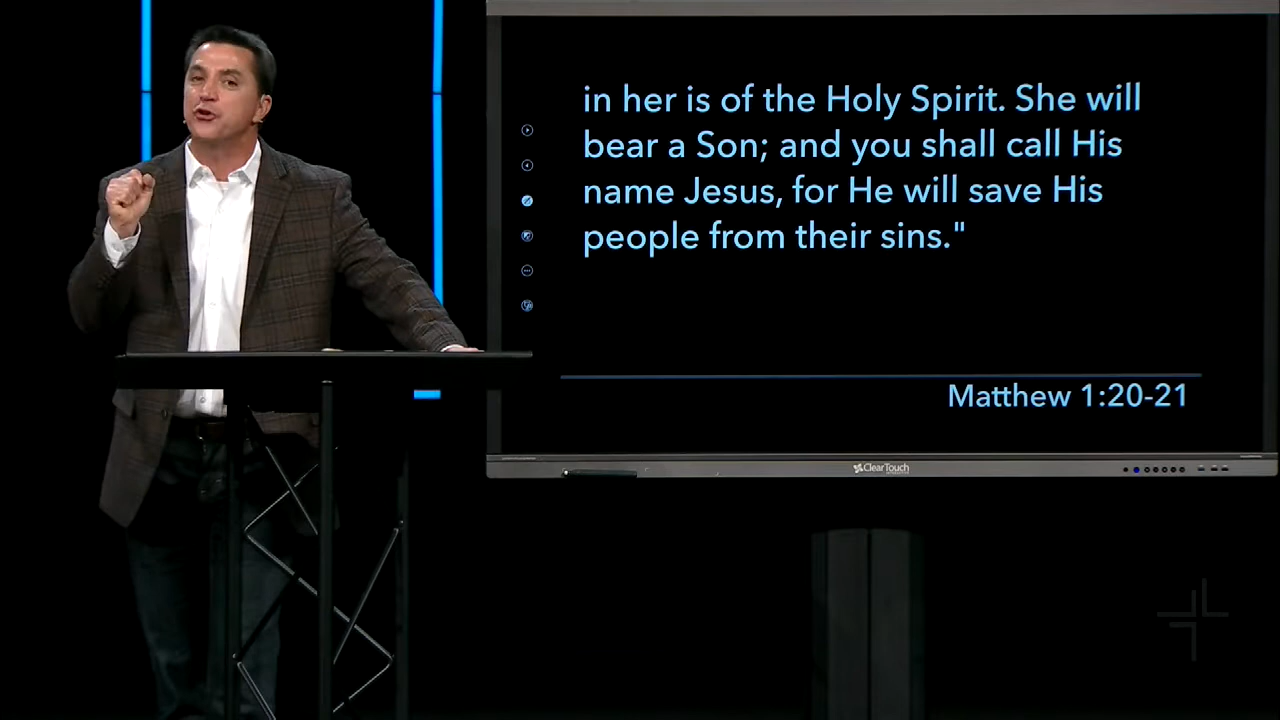 in her is of the Holy Spirit. She will
bear a Son; and you shall call His
name Jesus, for He will save His
people from their sins."
Matthew 1:20-21
ClearTouch